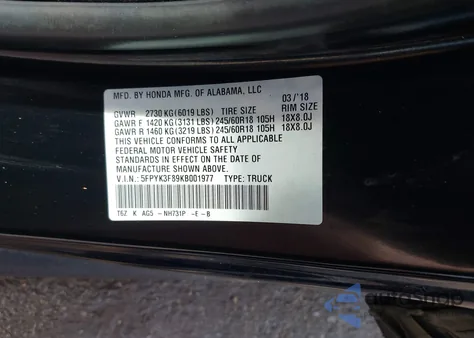 MFD. BY HONDA MFG. OF ALABAMA, LLC 03/'18
GVWR 2730 KG(6019 LBS) TIRE SIZE RIM SIZE
GAWR F 1420 KG(3131 LBS) 245/60R18 105H 18X8.0J
GAWR R 1460 KG(3219 LBS) 245/60R18 105H 18X8.0J
THIS VEHICLE CONFORMS TO ALL APPLICABLE
FEDERAL MOTOR VEHICLE SAFETY
STANDARDS IN EFFECT ON THE DATE OF
MANUFACTURE SHOWN ABOVE.
V.I.N.: 5FPYK3F89KB001977 TYPE: TRUCK
T6Z K AG5 -NH731P -E -B